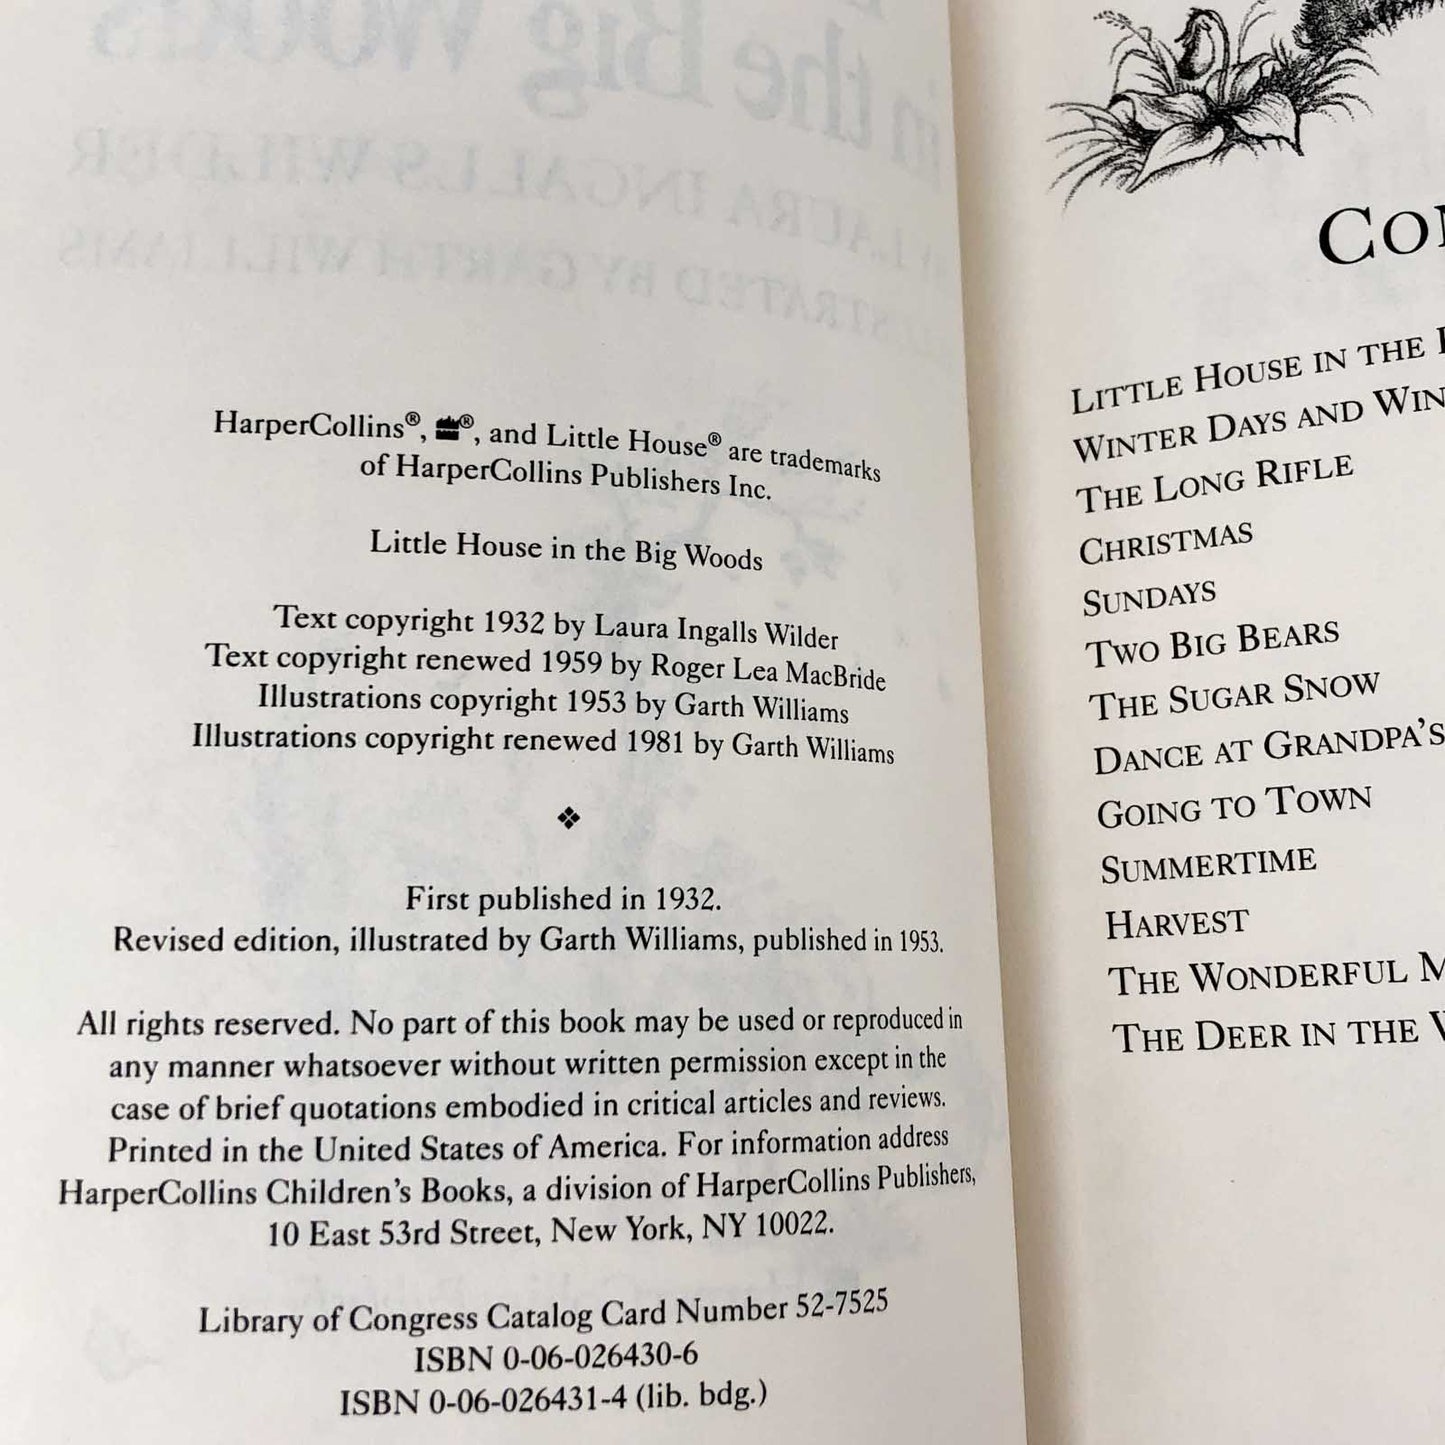 HarperCollins®, ®, and Little House® are trademarks
of HarperCollins Publishers Inc.
Little House in the Big Woods
Text copyright 1932 by Laura Ingalls Wilder
Text copyright renewed 1959 by Roger Lea MacBride
Illustrations copyright 1953 by Garth Williams
Illustrations copyright renewed 1981 by Garth Williams
First published in 1932.
Revised edition, illustrated by Garth Williams, published in 1953.
All rights reserved. No part of this book may be used or reproduced in
any manner whatsoever without written permission except in the
case of brief quotations embodied in critical articles and reviews.
Printed in the United States of America. For information address
HarperCollins Children's Books, a division of HarperCollins Publishers,
10 East 53rd Street, New York, NY 10022.
Library of Congress Catalog Card Number 52-7525
ISBN 0-06-026430-6
ISBN 0-06-026431-4 (lib. bdg.)
LITTLE HOUSE IN THE
WINTER DAYS AND WIN
THE LONG RIFLE
CHRISTMAS
SUNDAYS
TWO BIG BEARS
THE SUGAR SNOW
DANCE AT GRANDPA'S
GOING TO TOWN
SUMMERTIME
HARVEST
THE WONDERFUL
THE DEER IN THE